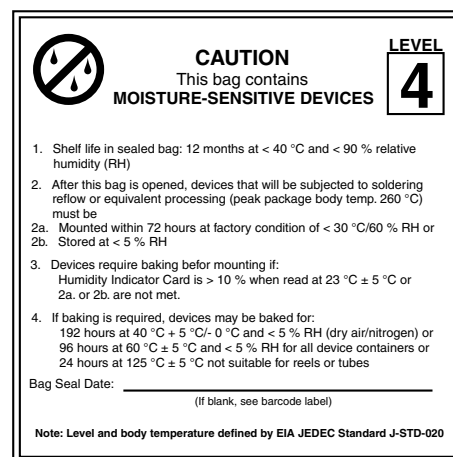 CAUTION
This bag contains
MOISTURE-SENSITIVE DEVICES
LEVEL
4
1. Shelf life in sealed bag: 12 months at < 40 °C and < 90 % relative
humidity (RH)
2. After this bag is opened, devices that will be subjected to soldering
reflow or equivalent processing (peak package body temp. 260 °C)
must be
2a. Mounted within 72 hours at factory condition of < 30 °C/60 % RH or
2b. Stored at < 5 % RH
3. Devices require baking befor mounting if:
Humidity Indicator Card is > 10 % when read at 23 °C ± 5 °C or
2a. or 2b. are not met.
4. If baking is required, devices may be baked for:
192 hours at 40 °C + 5 °C/- 0 °C and < 5 % RH (dry air/nitrogen) or
96 hours at 60 °C ± 5 °C and < 5 % RH for all device containers or
24 hours at 125 °C ± 5 °C not suitable for reels or tubes
Bag Seal Date:
(If blank, see barcode label)
Note: Level and body temperature defined by EIA JEDEC Standard J-STD-020